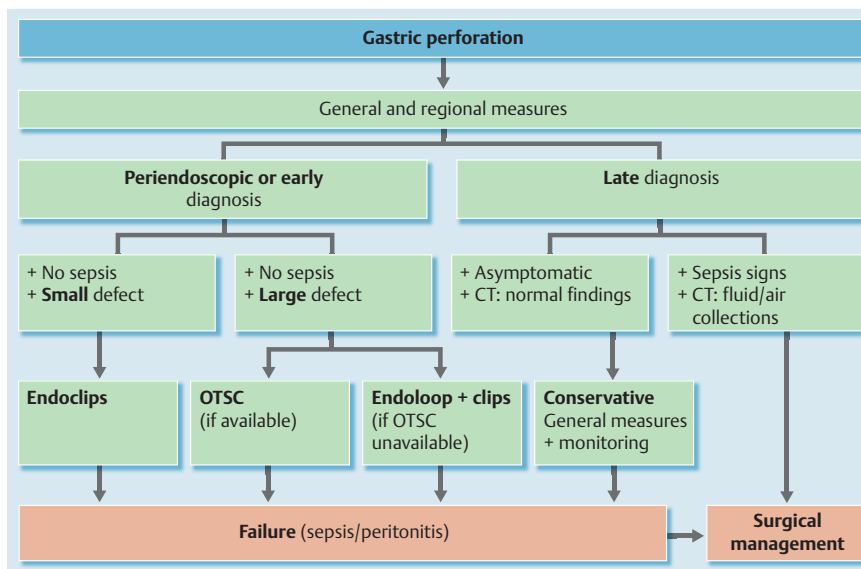 Gastric perforation
General and regional measures
Periendoscopic or early
diagnosis
Late diagnosis
+ No sepsis
+ Small defect
+ No sepsis
+ Large defect
+ Asymptomatic
+ CT: normal findings
+ Sepsis signs
+ CT: fluid/air
collections
Endoclips
OTSC
(if available)
Endoloop + clips
(if OTSC
unavailable)
Conservative
General measures
+ monitoring
Failure (sepsis/peritonitis)
Surgical
management